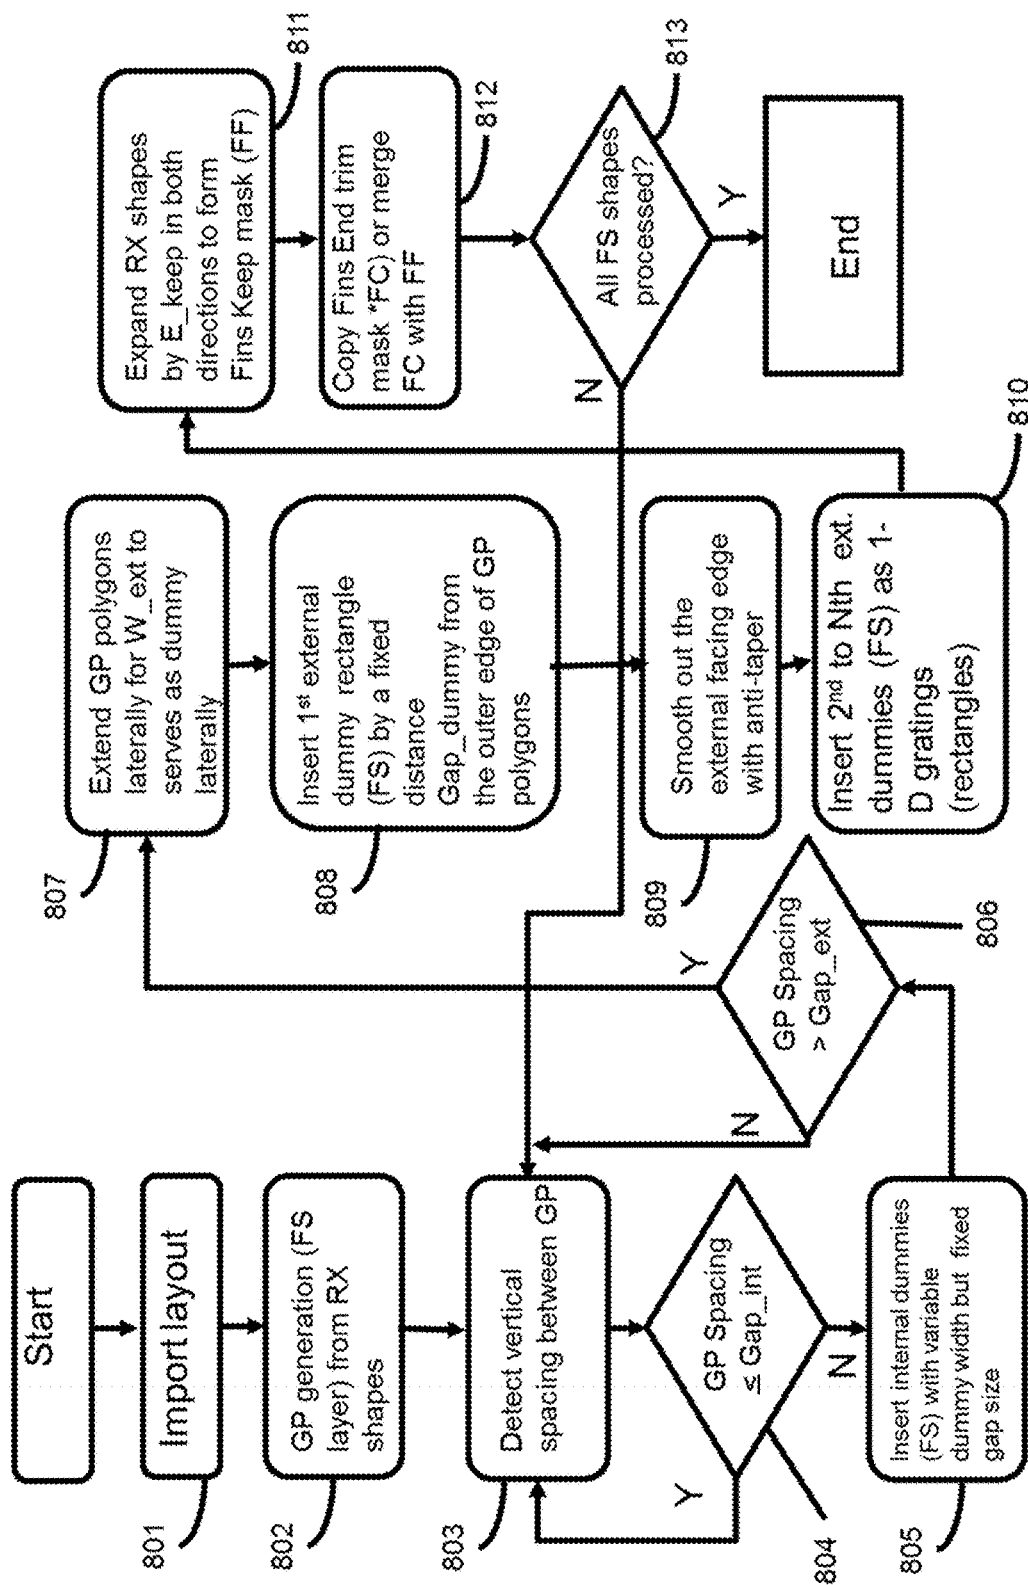 Start
Import layout
801
GP generation (FS
layer) from RX
shapes
802
Detect vertical
spacing between GP
803
GP Spacing
≤ Gap_int
Y
N
804
Insert internal dummies
(FS) with variable
dummy width but fixed
gap size
805
GP Spacing
> Gap_ext
Y
N
806
Extend GP polygons
laterally for W_ext to
serves as dummy
laterally
807
Insert 1st external
dummy rectangle
(FS) by a fixed
distance
Gap_dummy from
the outer edge of GP
polygons
808
Smooth out the
external facing edge
with anti-taper
809
Insert 2nd to Nth ext.
dummies (FS) as 1-
D gratings
(rectangles)
810
Expand RX shapes
by E_keep in both
directions to form
Fins Keep mask (FF)
811
Copy Fins End trim
mask "FC) or merge
FC with FF
812
All FS shapes
processed?
N
Y
813
End